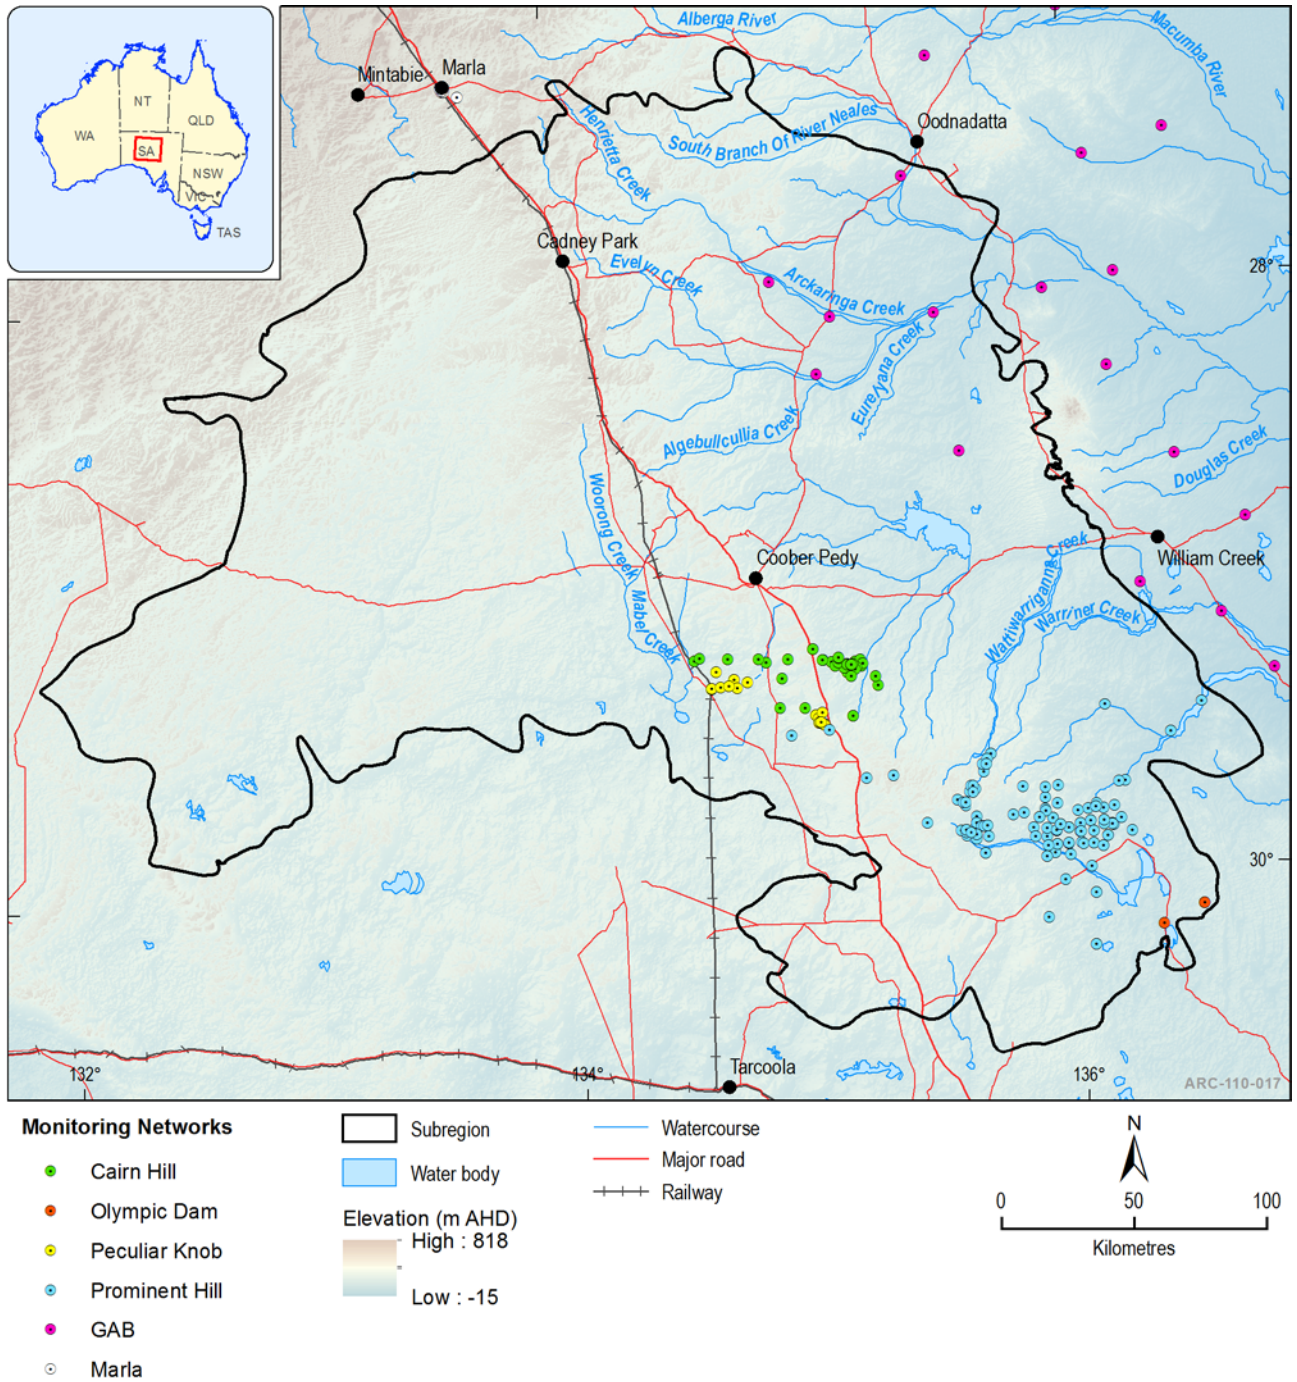 NT
QLD
WA
SA
NSW
VIC
TAS
Alberga River
Macumba River
Mintabie
Marla
Henrietta Creek
South Branch Of River Neales
Oodnadatta
Cadney Park
Evelyn Creek
Arckaringa Creek
28°
Eurelyana Creek
Algebullcullia Creek
Douglas Creek
Woorong Creek
Coober Pedy
William Creek
Wattiwarriganna Creek
Warriner Creek
Mabel Creek
30°
Tarcoola
132°
134°
136°
ARC-110-017
Monitoring Networks
Cairn Hill
Olympic Dam
Peculiar Knob
Prominent Hill
GAB
Marla
Subregion
Water body
Elevation (m AHD)
High : 818
Low : -15
Watercourse
Major road
Railway
N
0 50 100
Kilometres